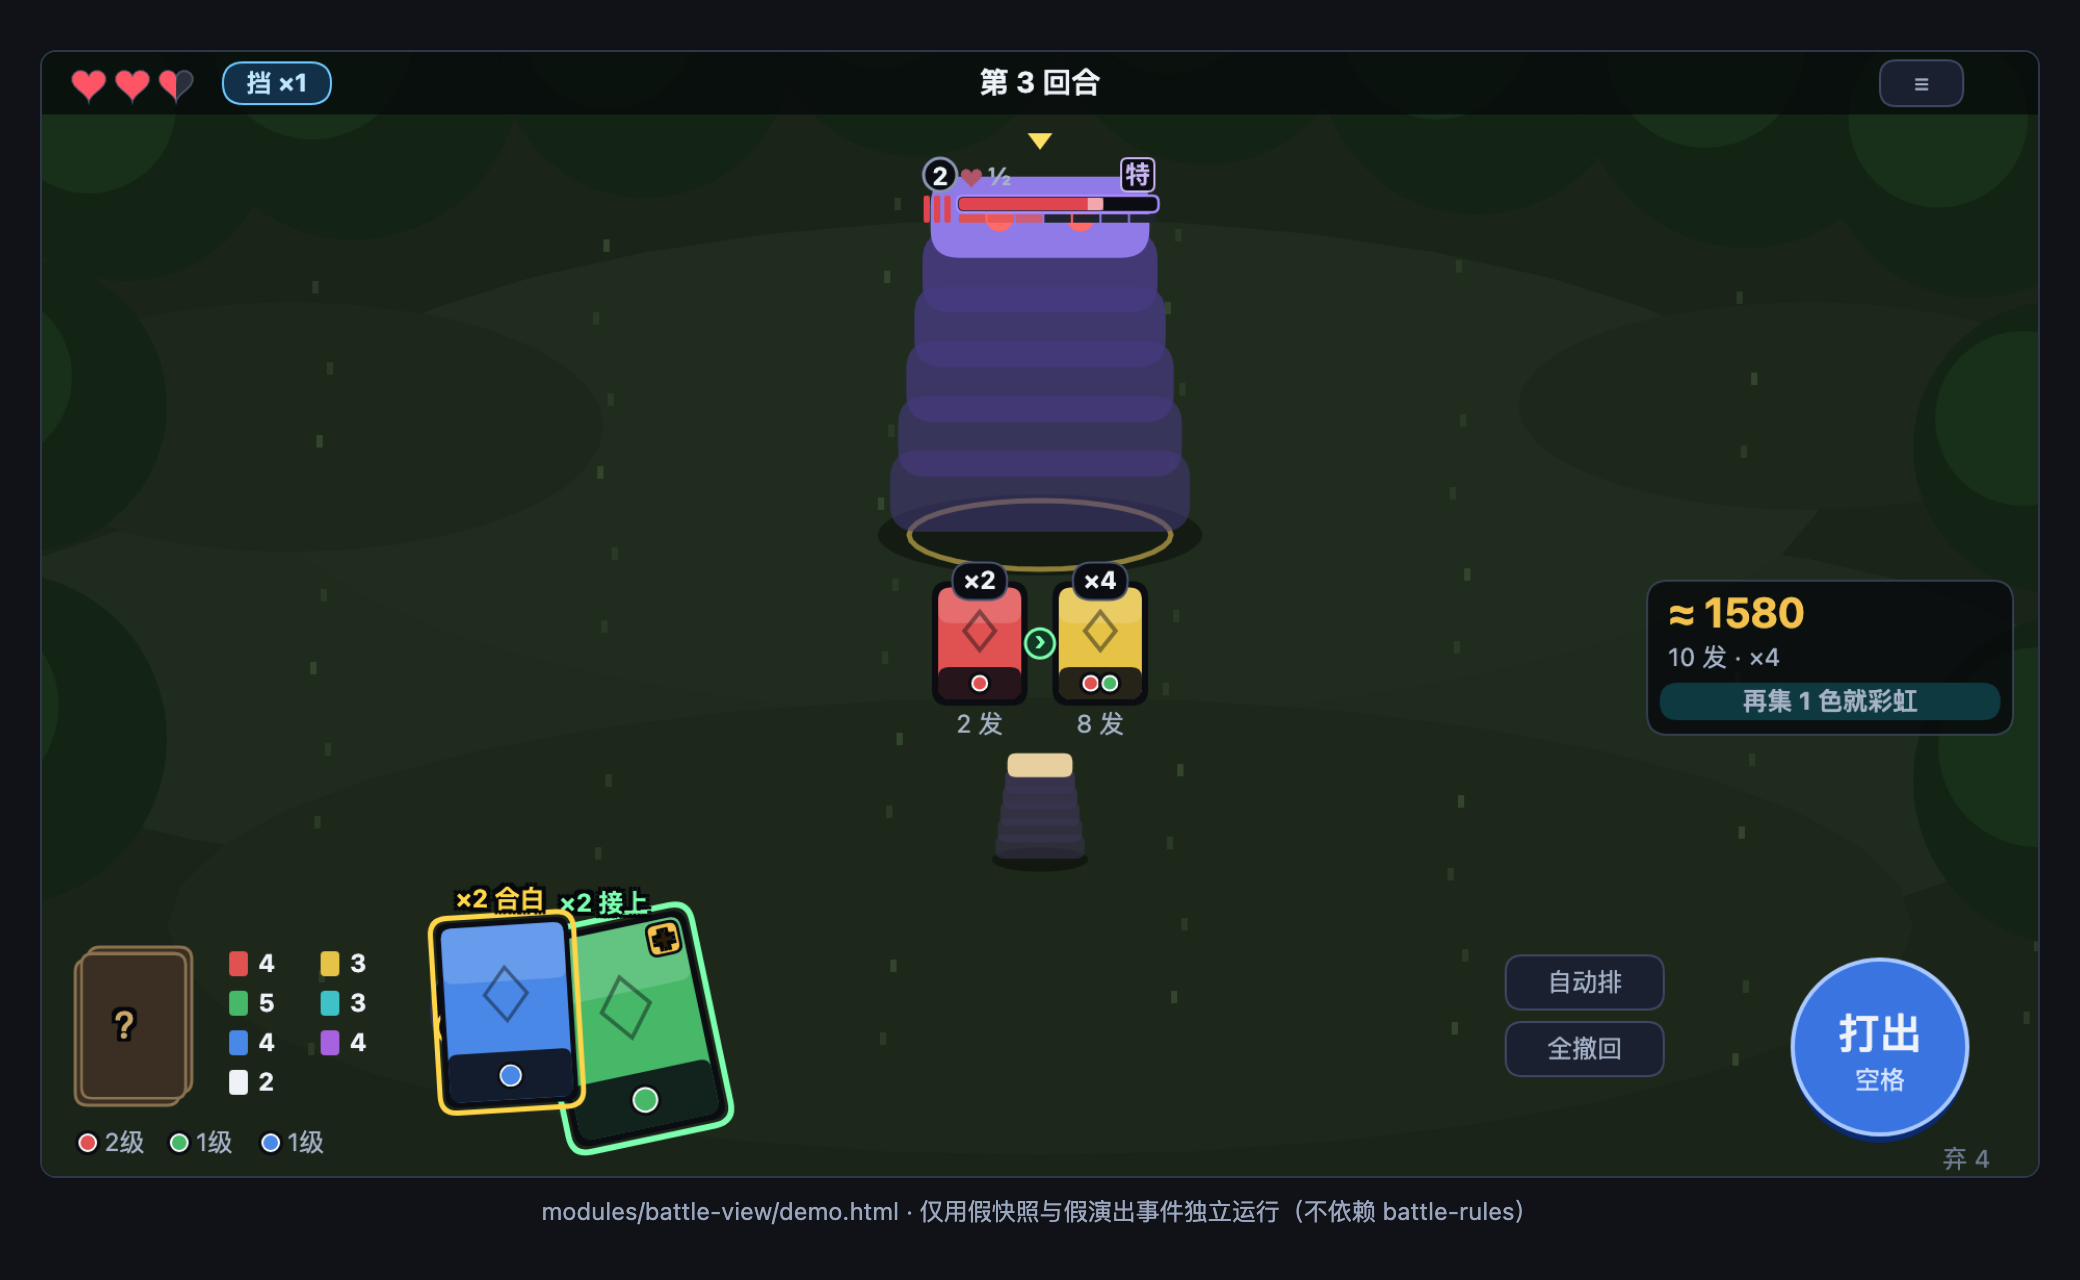 挡 ×1
第 3 回合
≡
2 ½
特
×2
×4
2 发
8 发
≈ 1580
10 发 · ×4
再集 1 色就彩虹
×2 合白
×2 接上
?
4 3
5 3
4 4
2
2级 1级 1级
自动排
全撤回
打出
空格
弃 4
modules/battle-view/demo.html · 仅用假快照与假演出事件独立运行（不依赖 battle-rules）